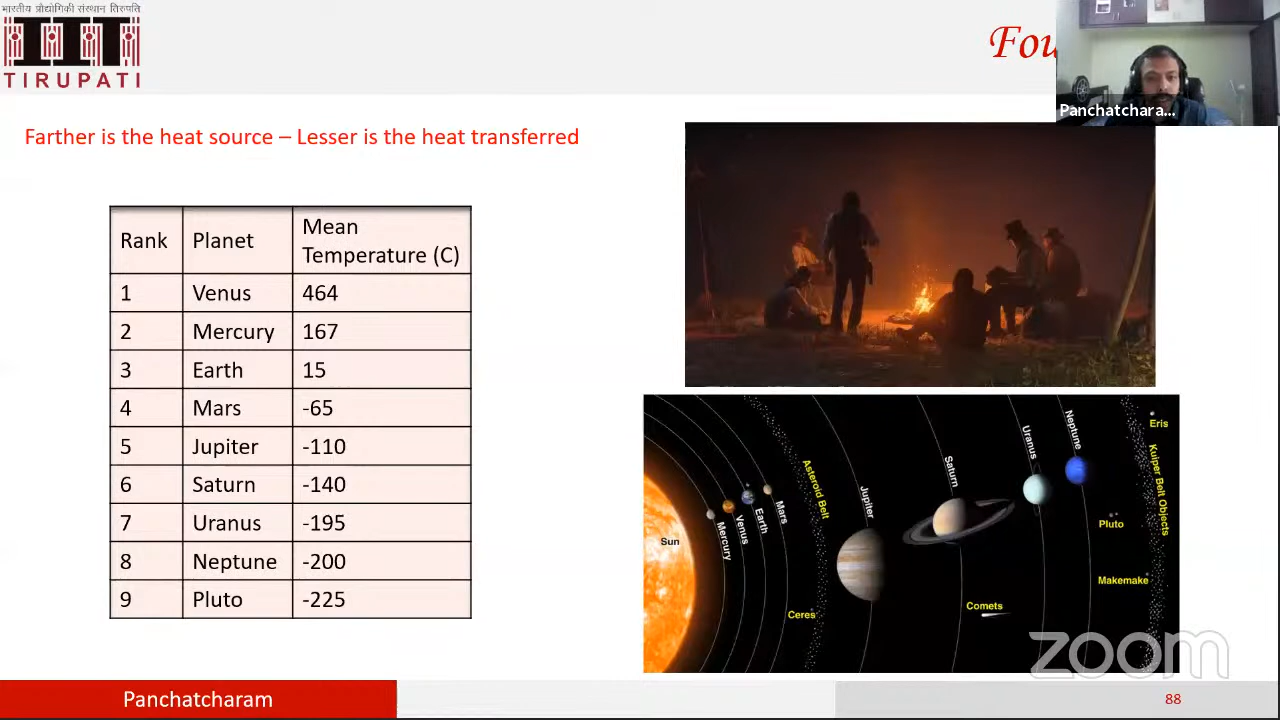 भारतीय प्रौद्योगिकी संस्थान तिरुपति
TIRUPATI
Panchatchara...
Farther is the heat source – Lesser is the heat transferred
Rank Planet Mean Temperature (C)
1 Venus 464
2 Mercury 167
3 Earth 15
4 Mars -65
5 Jupiter -110
6 Saturn -140
7 Uranus -195
8 Neptune -200
9 Pluto -225
Sun
Mercury
Venus
Earth
Mars
Asteroid Belt
Ceres
Jupiter
Saturn
Comets
Uranus
Neptune
Pluto
Makemake
Eris
Kuiper Belt Objects
zoom
Panchatcharam
88